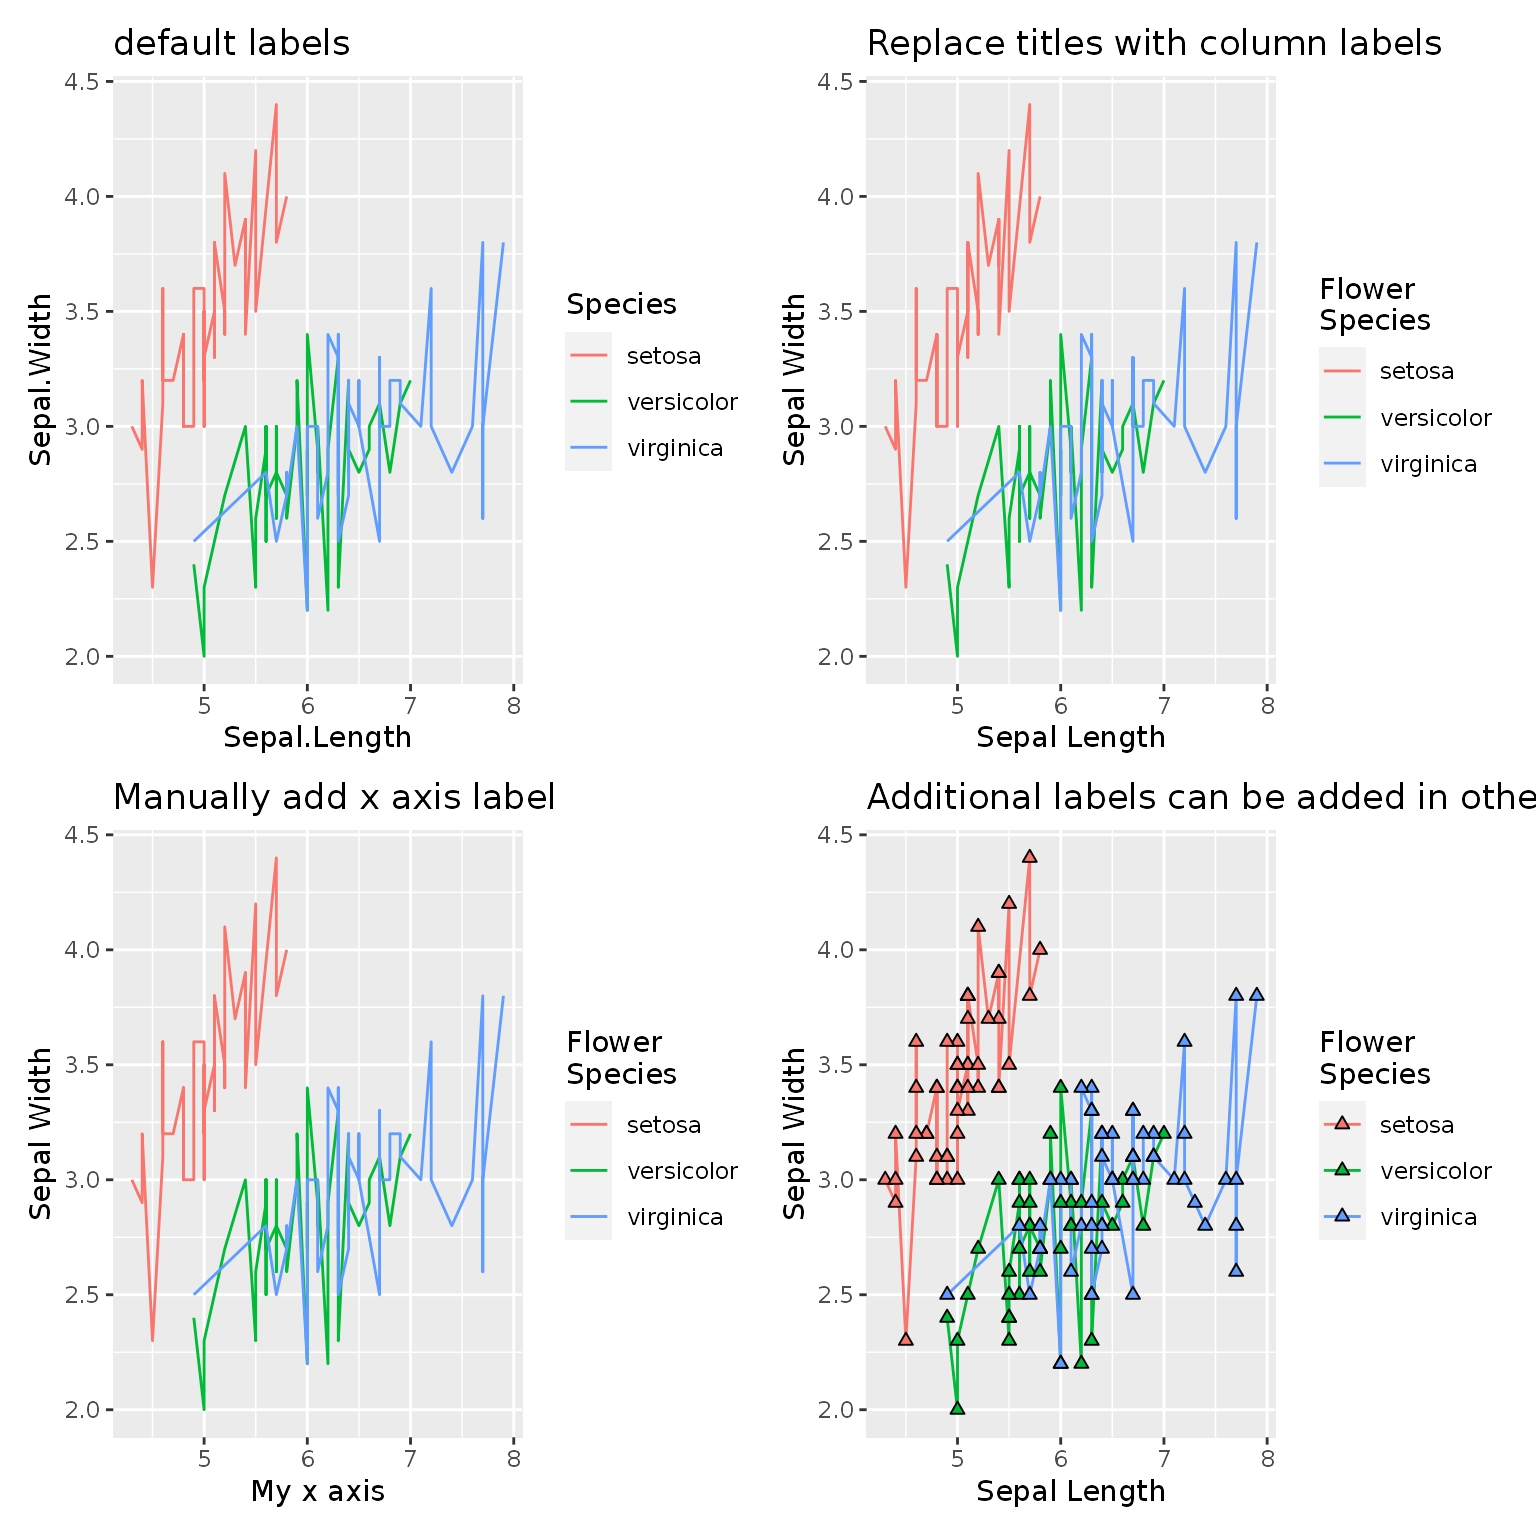 default labels
4.5
4.0
3.5
3.0
2.5
2.0
Sepal.Width
5 6 7 8
Sepal.Length
Species
setosa
versicolor
virginica
Replace titles with column labels
4.5
4.0
3.5
3.0
2.5
2.0
Sepal Width
5 6 7 8
Sepal Length
Flower
Species
setosa
versicolor
virginica
Manually add x axis label
4.5
4.0
3.5
3.0
2.5
2.0
Sepal Width
5 6 7 8
My x axis
Flower
Species
setosa
versicolor
virginica
Additional labels can be added in othe
4.5
4.0
3.5
3.0
2.5
2.0
Sepal Width
5 6 7 8
Sepal Length
Flower
Species
setosa
versicolor
virginica